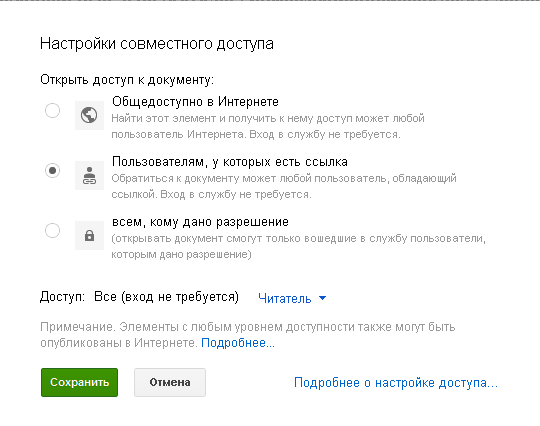 Настройки совместного доступа
Открыть доступ к документу:
Общедоступно в Интернете
Найти этот элемент и получить к нему доступ может любой
пользователь Интернета. Вход в службу не требуется.
Пользователям, у которых есть ссылка
Обратиться к документу может любой пользователь, обладающий
ссылкой. Вход в службу не требуется.
всем, кому дано разрешение
(открывать документ смогут только вошедшие в службу пользователи,
которым дано разрешение)
Доступ: Все (вход не требуется) Читатель
Примечание. Элементы с любым уровнем доступности также могут быть
опубликованы в Интернете. Подробнее...
Сохранить Отмена Подробнее о настройке доступа...